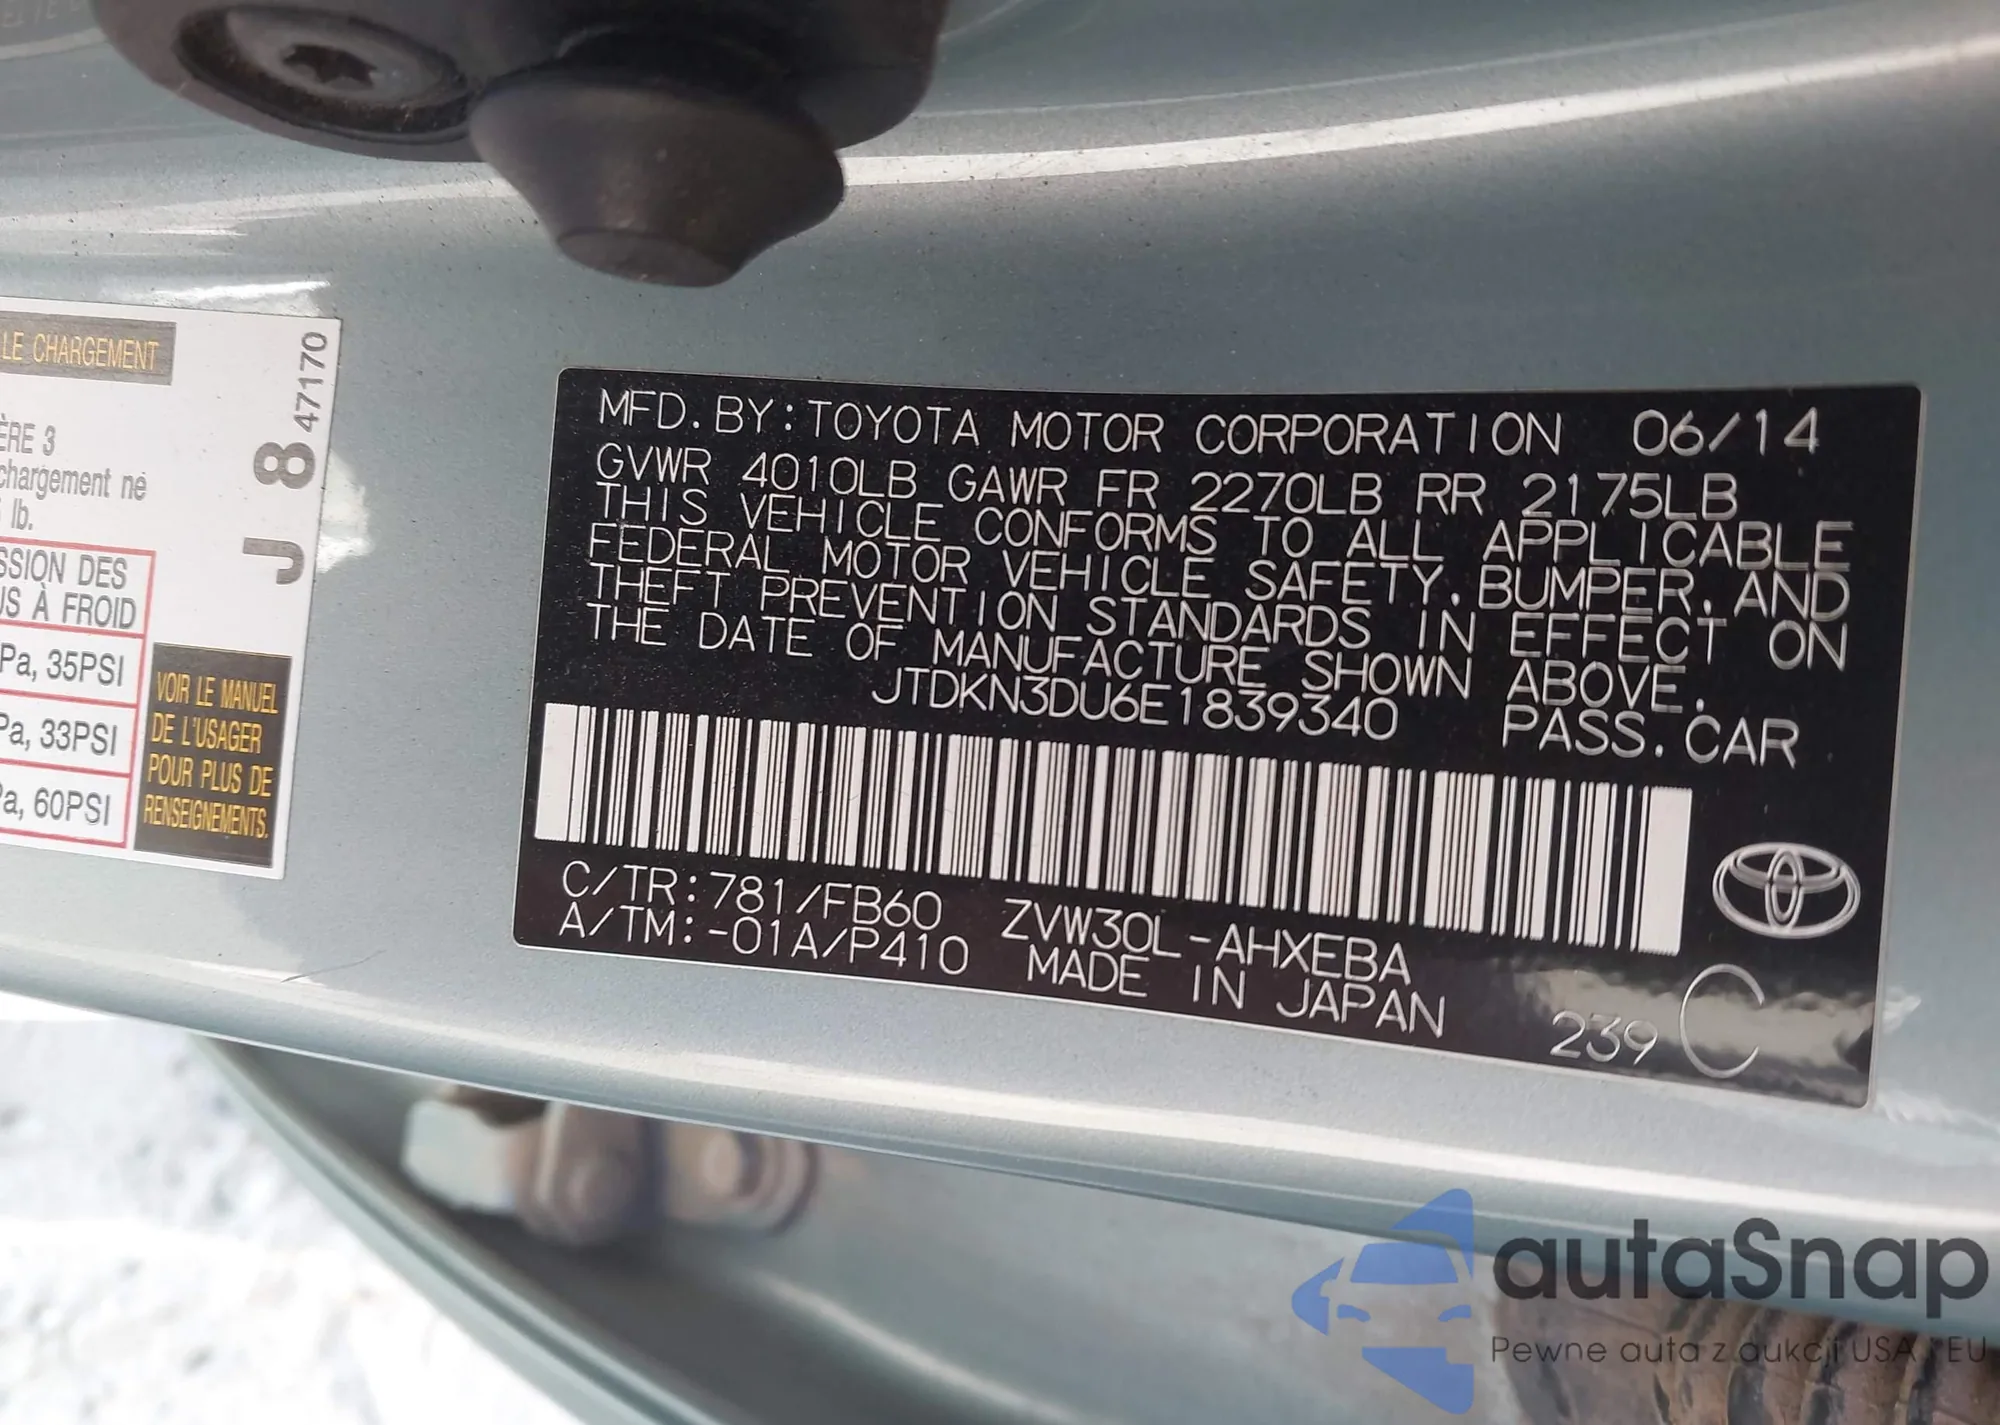 LE CHARGEMENT
ÈRE 3
chargement ne
lb.
SSION DES
US À FROID
Pa, 35PSI
Pa, 33PSI
Pa, 60PSI
VOIR LE MANUEL
DE L'USAGER
POUR PLUS DE
RENSEIGNEMENTS.
J 8 47170
MFD. BY: TOYOTA MOTOR CORPORATION 06/14
GVWR 4010LB GAWR FR 2270LB RR 2175LB
THIS VEHICLE CONFORMS TO ALL APPLICABLE
FEDERAL MOTOR VEHICLE SAFETY, BUMPER, AND
THEFT PREVENTION STANDARDS IN EFFECT ON
THE DATE OF MANUFACTURE SHOWN ABOVE.
JTDKN3DU6E1839340 PASS. CAR
C/TR: 781/FB60 ZVW30L-AHXEBA
A/TM: -01A/P410 MADE IN JAPAN
239 C
autaSnap
Pewne auta z aukcji USA i EU